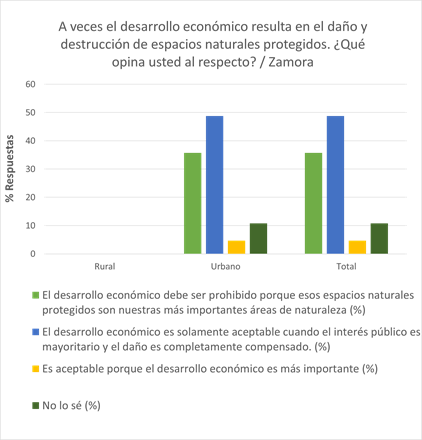 A veces el desarrollo económico resulta en el daño y
destrucción de espacios naturales protegidos. ¿Qué
opina usted al respecto? / Zamora
% Respuestas
60
50
40
30
20
10
0
Rural
Urbano
Total
El desarrollo económico debe ser prohibido porque esos espacios naturales
protegidos son nuestras más importantes áreas de naturaleza (%)
El desarrollo económico es solamente aceptable cuando el interés público es
mayoritario y el daño es completamente compensado. (%)
Es aceptable porque el desarrollo económico es más importante (%)
No lo sé (%)